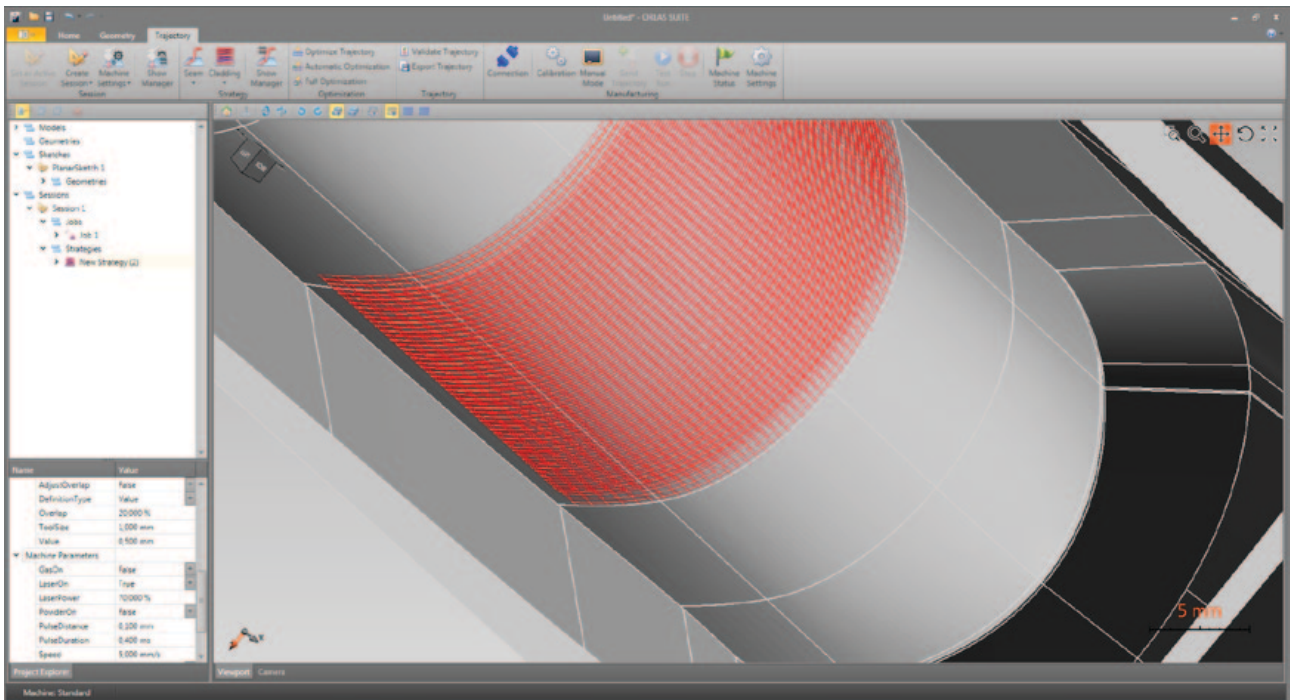 Untitled* - ORLAS SUITE
Home Geometry Trajectory
Create Session
Machine Settings
Show Manager
Session
Seam
Cladding
Show Manager
Strategy
Optimize Trajectory
Automatic Optimization
Full Optimization
Optimization
Validate Trajectory
Export Trajectory
Trajectory
Connection
Calibration
Manual Mode
Machine Status
Machine Settings
Manufacturing
Models
Geometries
Sketches
PlanarSketch 1
Geometries
Sessions
Session 1
Jobs
Job 1
Strategies
New Strategy (2)
Name Value
AdjustOverlap False
DefinitionType Value
Overlap 20,000 %
ToolSize 1,000 mm
Value 0,500 mm
Machine Parameters
GasOn False
LaserOn True
LaserPower 70,000 %
PowderOn False
PulseDistance 0,100 mm
PulseDuration 0,400 ms
Speed 5,000 mm/s
Project Explorer
Viewport Camera
Machine: Standard
5 mm